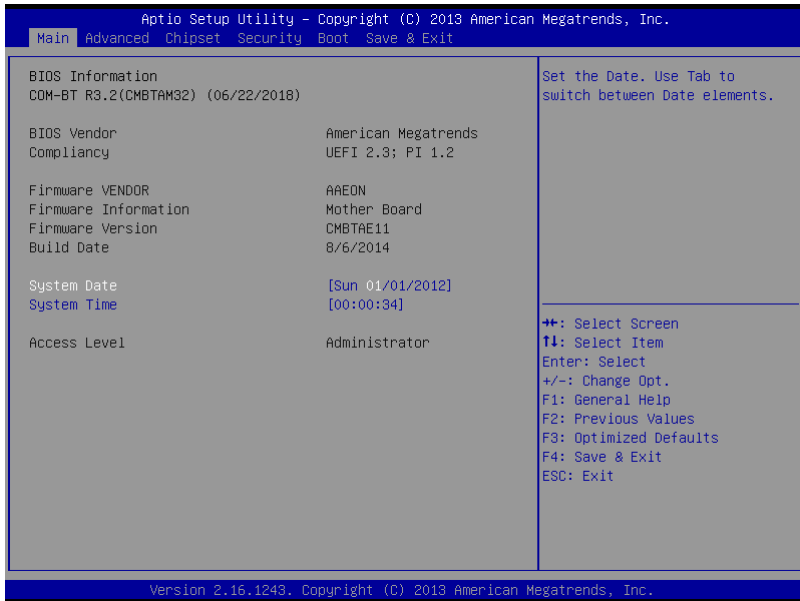 Aptio Setup Utility – Copyright (C) 2013 American Megatrends, Inc.
Main Advanced Chipset Security Boot Save & Exit
BIOS Information
COM-BT R3.2(CMBTAM32) (06/22/2018)
BIOS Vendor American Megatrends
Compliancy UEFI 2.3; PI 1.2
Firmware VENDOR AAEON
Firmware Information Mother Board
Firmware Version CMBTAE11
Build Date 8/6/2014
System Date [Sun 01/01/2012]
System Time [00:00:34]
Access Level Administrator
Set the Date. Use Tab to
switch between Date elements.
→←: Select Screen
↑↓: Select Item
Enter: Select
+/-: Change Opt.
F1: General Help
F2: Previous Values
F3: Optimized Defaults
F4: Save & Exit
ESC: Exit
Version 2.16.1243. Copyright (C) 2013 American Megatrends, Inc.